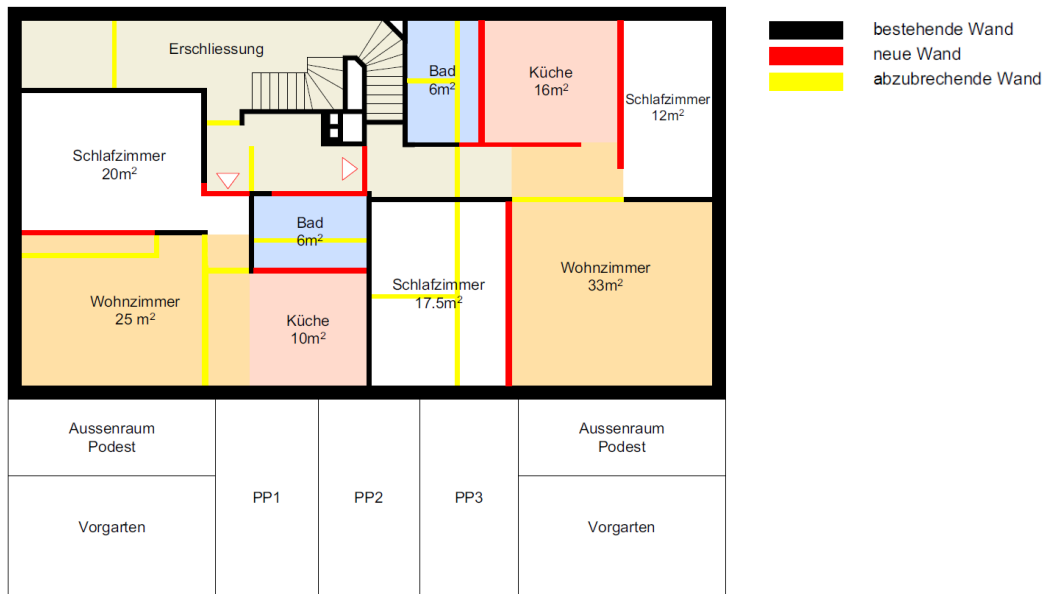 Erschliessung
Bad
6m²
Küche
16m²
Schlafzimmer
12m²
Schlafzimmer
20m²
Bad
6m²
Schlafzimmer
17.5m²
Wohnzimmer
33m²
Wohnzimmer
25 m²
Küche
10m²
Aussenraum
Podest
Aussenraum
Podest
PP1
PP2
PP3
Vorgarten
Vorgarten
bestehende Wand
neue Wand
abzubrechende Wand